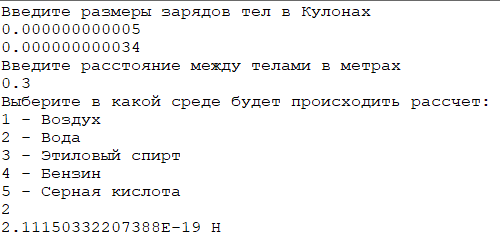 Введите размеры зарядов тел в Кулонах
0.000000000005
0.000000000034
Введите расстояние между телами в метрах
0.3
Выберите в какой среде будет происходить рассчет:
1 - Воздух
2 - Вода
3 - Этиловый спирт
4 - Бензин
5 - Серная кислота
2
2.11150332207388E-19 Н